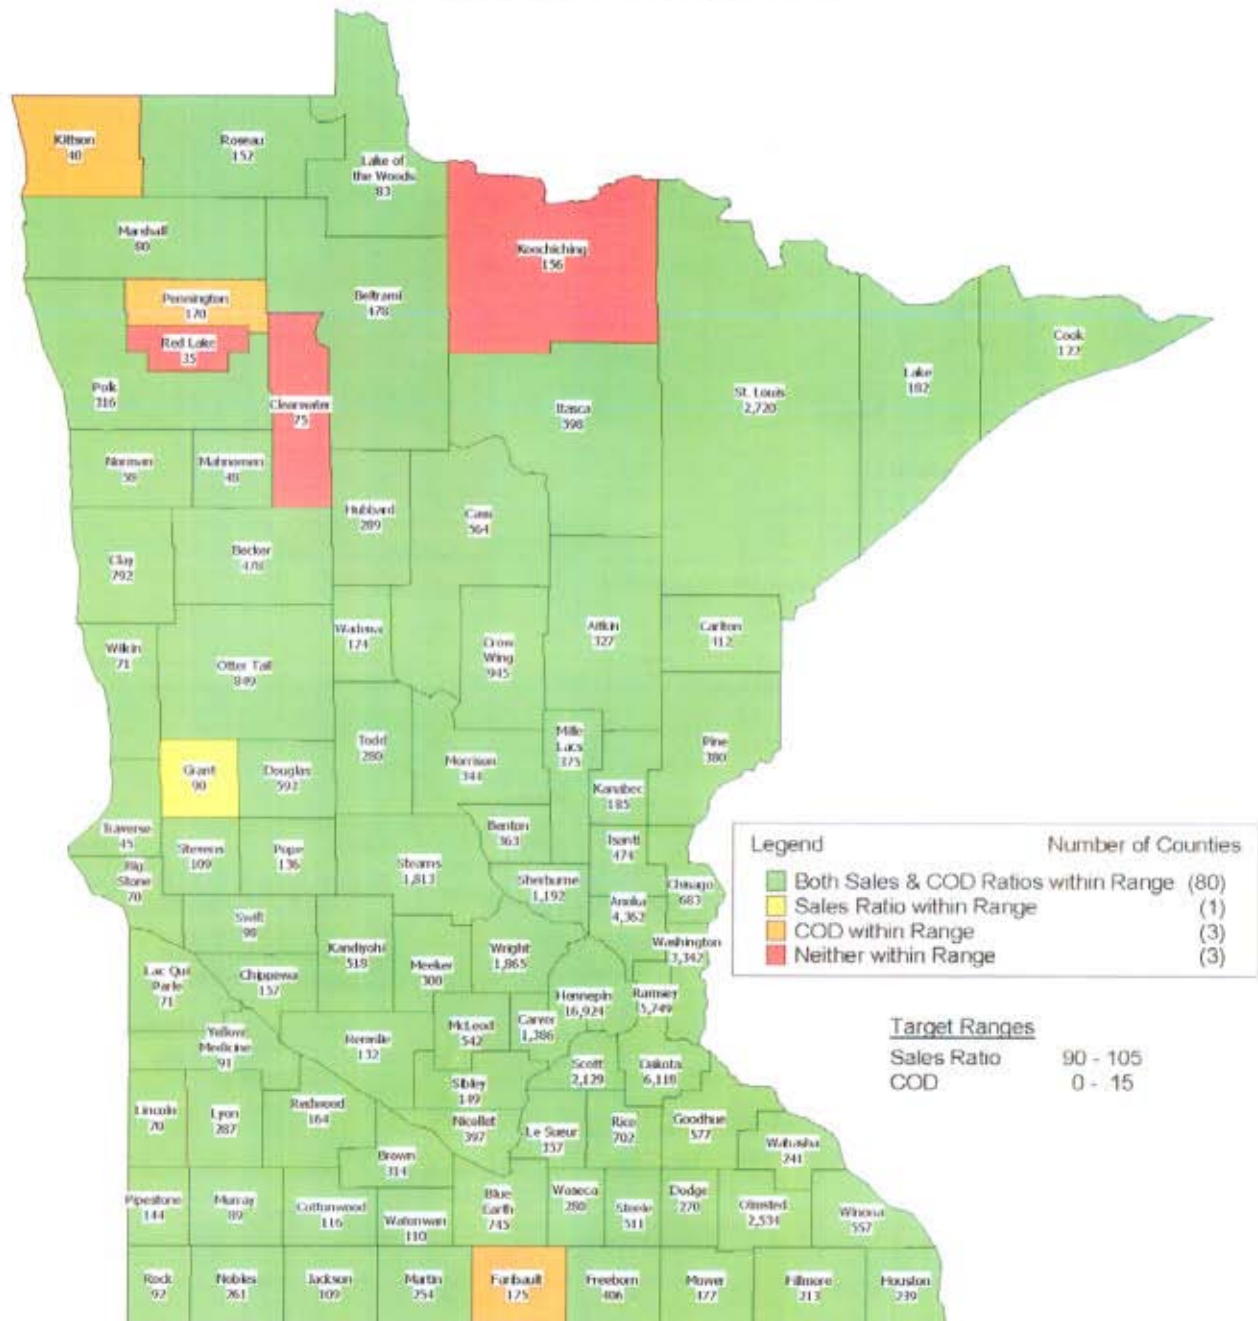 Kittson
40
Roseau
152
Lake of
the Woods
83
Koochiching
156
Marshall
80
Pennington
170
Beltrami
478
Red Lake
35
Polk
316
Clearwater
75
Itasca
598
St. Louis
2,720
Lake
182
Cook
122
Norman
Mahnomen
48
Hubbard
289
Cass
564
Clay
792
Becker
478
Wadena
174
Crow
Wing
945
Aitkin
327
Carlton
412
Wilkin
71
Otter Tail
849
Todd
280
Morrison
344
Mille
Lacs
375
Pine
380
Grant
90
Douglas
592
Kanabec
185
Traverse
45
Stevens
109
Pope
136
Stearns
1,813
Benton
363
Isanti
474
Big
Stone
70
Sherburne
1,192
Chisago
683
Anoka
4,362
Swift
Kandiyohi
518
Meeker
300
Wright
1,865
Washington
3,342
Lac Qui
Parle
71
Chippewa
157
Hennepin
16,924
Ramsey
5,749
McLeod
542
Carver
1,386
Yellow
Medicine
91
Renville
132
Scott
2,129
Dakota
6,118
Sibley
149
Lincoln
70
Lyon
287
Redwood
164
Nicollet
397
Le Sueur
357
Rice
702
Goodhue
577
Wabasha
241
Brown
314
Pipestone
144
Murray
89
Cottonwood
116
Watonwan
110
Blue
Earth
745
Waseca
280
Steele
511
Dodge
270
Olmsted
2,534
Winona
557
Rock
92
Nobles
261
Jackson
109
Martin
254
Faribault
175
Freeborn
406
Mower
477
Fillmore
213
Houston
239
Legend Number of Counties
Both Sales & COD Ratios within Range (80)
Sales Ratio within Range (1)
COD within Range (3)
Neither within Range (3)
Target Ranges
Sales Ratio 90 - 105
COD 0 - 15